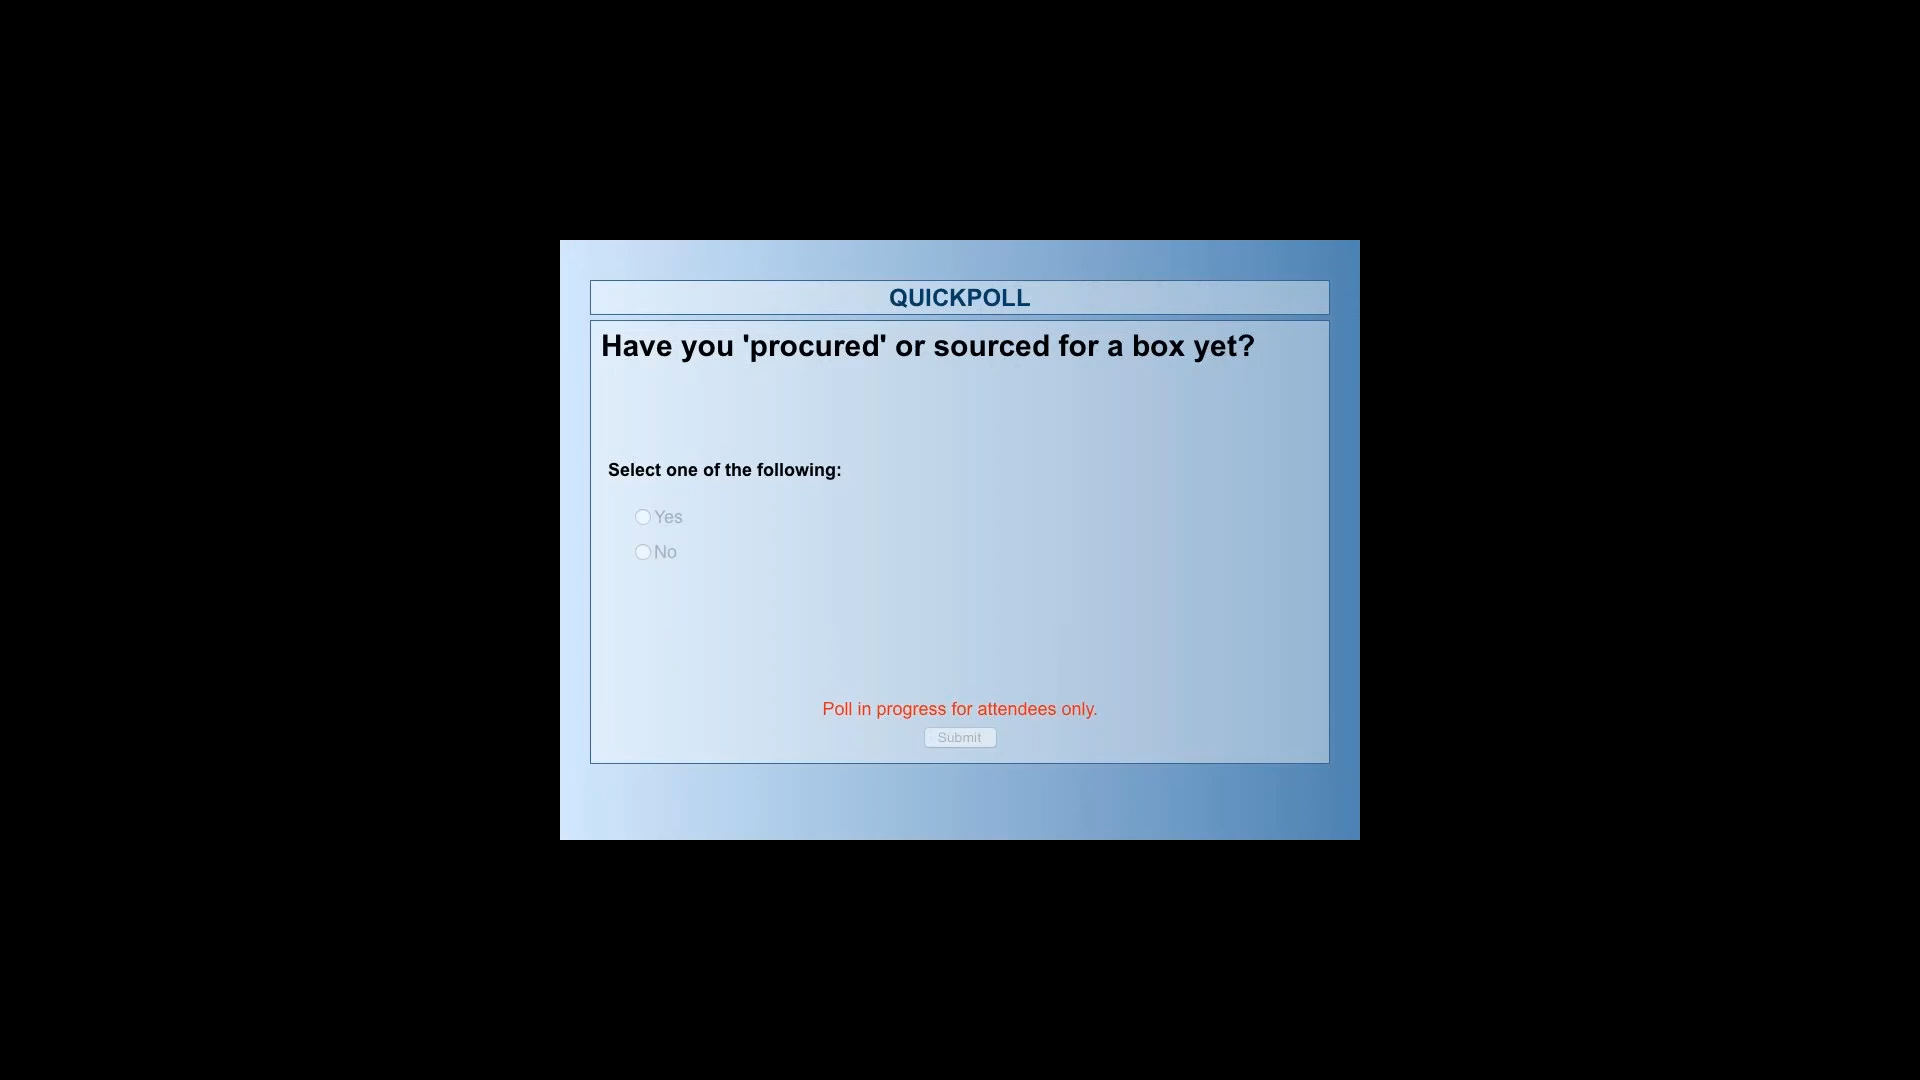 QUICKPOLL
Have you 'procured' or sourced for a box yet?
Select one of the following:
Yes
No
Poll in progress for attendees only.
Submit